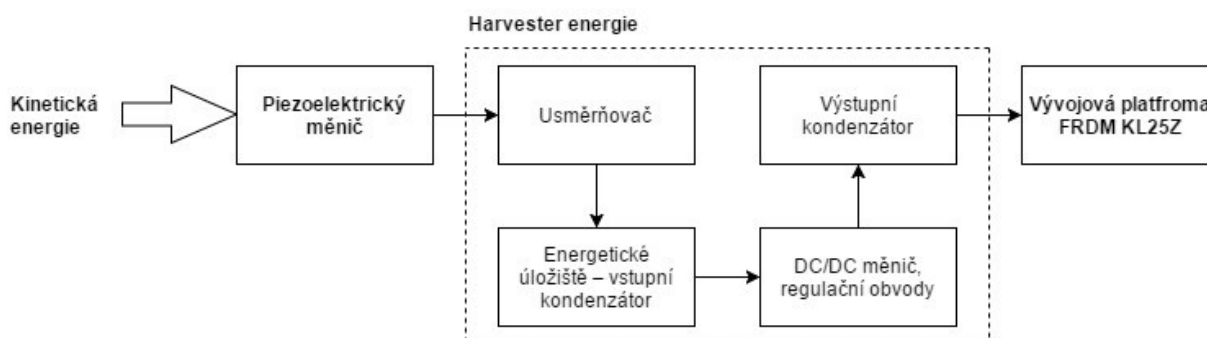 Harvester energie
Kinetická
energie
Piezoelektrický
měnič
Usměrňovač
Energetické
úložiště – vstupní
kondenzátor
DC/DC měnič,
regulační obvody
Výstupní
kondenzátor
Vývojová platfroma
FRDM KL25Z